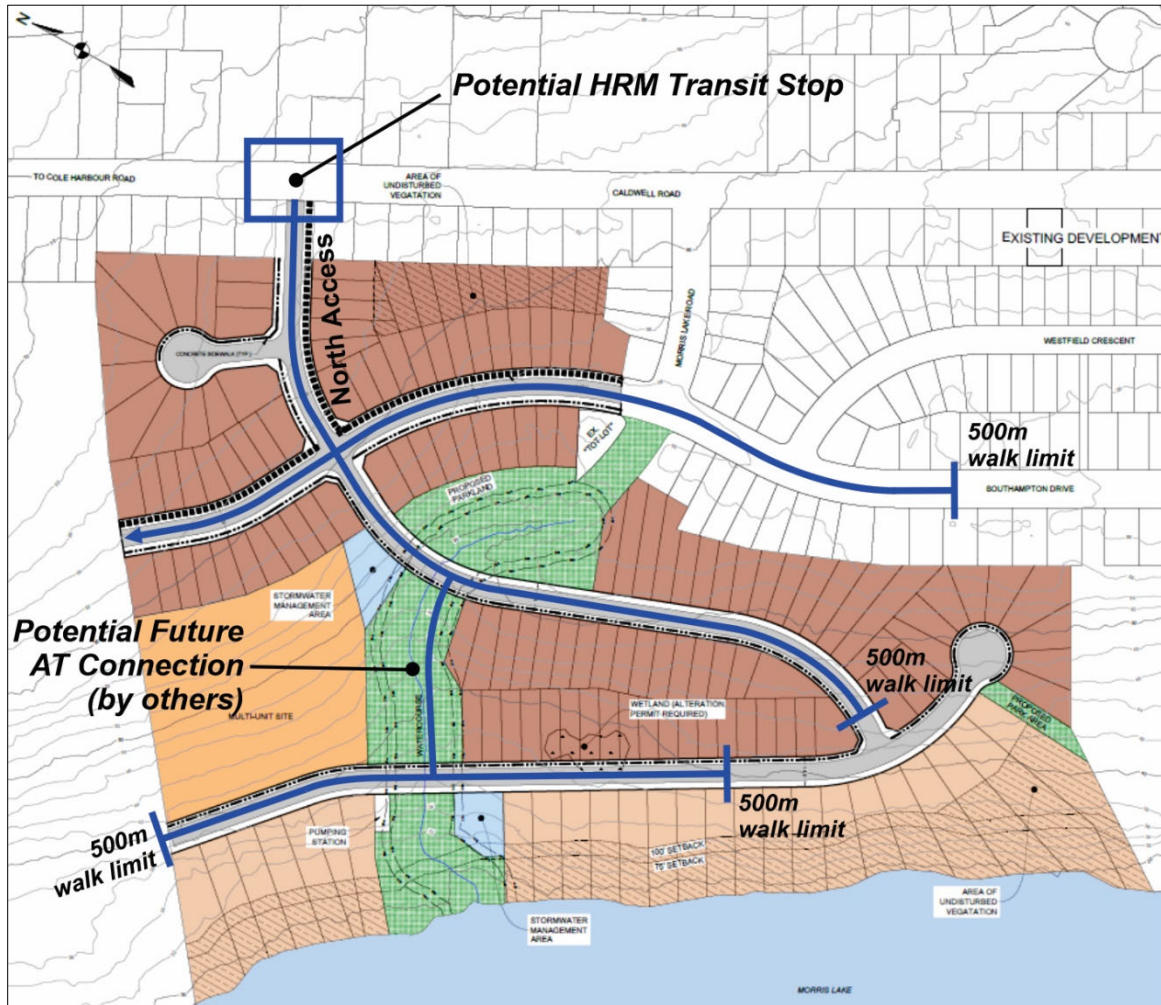 N
Potential HRM Transit Stop
TO COLE HARBOUR ROAD
AREA OF
UNDISTURBED
VEGATATION
CALDWELL ROAD
EXISTING DEVELOPMENT
North Access
MORRIS LAKE ROAD
WESTFIELD CRESCENT
CONCRETE SIDEWALK (TYP.)
EX.
"TOT LOT"
500m
walk limit
SOUTHAMPTON DRIVE
PROPOSED
PARKLAND
STORMWATER
MANAGEMENT
AREA
Potential Future
AT Connection
(by others)
MULTI-UNIT SITE
WATERCOURSE
WETLAND (ALTERATION
PERMIT REQUIRED)
500m
walk limit
PROPOSED
PARK AREA
500m
walk limit
500m
walk limit
PUMPING
STATION
100' SETBACK
75' SETBACK
AREA OF
UNDISTURBED
VEGATATION
STORMWATER
MANAGEMENT
AREA
MORRIS LAKE